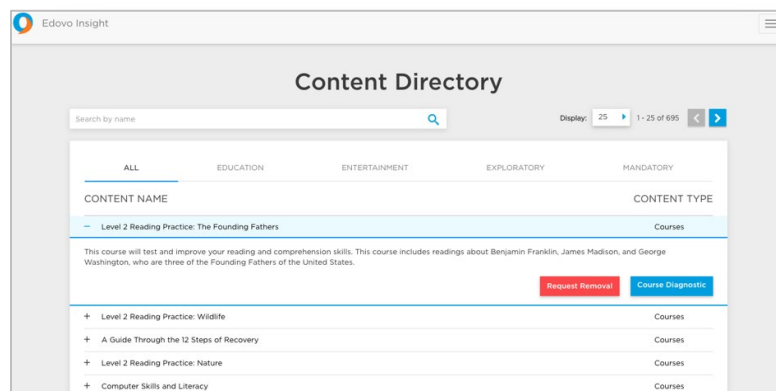 Edovo Insight
Content Directory
Search by name
Display: 25 1 - 25 of 695
ALL EDUCATION ENTERTAINMENT EXPLORATORY MANDATORY
CONTENT NAME CONTENT TYPE
− Level 2 Reading Practice: The Founding Fathers Courses
This course will test and improve your reading and comprehension skills. This course includes readings about Benjamin Franklin, James Madison, and George
Washington, who are three of the Founding Fathers of the United States.
Request Removal Course Diagnostic
+ Level 2 Reading Practice: Wildlife Courses
+ A Guide Through the 12 Steps of Recovery Courses
+ Level 2 Reading Practice: Nature Courses
+ Computer Skills and Literacy Courses